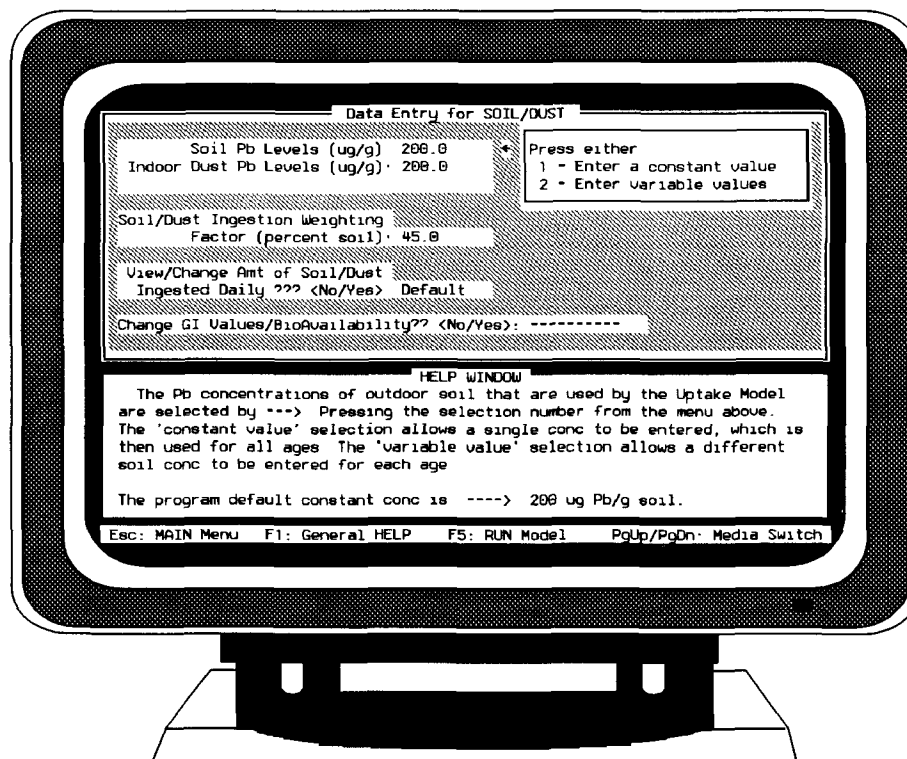 Data Entry for SOIL/DUST
Soil Pb Levels (ug/g) 200.0
Indoor Dust Pb Levels (ug/g)· 200.0
Press either
1 - Enter a constant value
2 - Enter variable values
Soil/Dust Ingestion Weighting
Factor (percent soil)· 45.0
View/Change Amt of Soil/Dust
Ingested Daily ??? <No/Yes> Default
Change GI Values/BioAvailability?? <No/Yes>: ----------
HELP WINDOW
The Pb concentrations of outdoor soil that are used by the Uptake Model
are selected by ---> Pressing the selection number from the menu above.
The 'constant value' selection allows a single conc to be entered, which is
then used for all ages The 'variable value' selection allows a different
soil conc to be entered for each age
The program default constant conc is ----> 200 ug Pb/g soil.
Esc: MAIN Menu F1: General HELP F5: RUN Model PgUp/PgDn· Media Switch